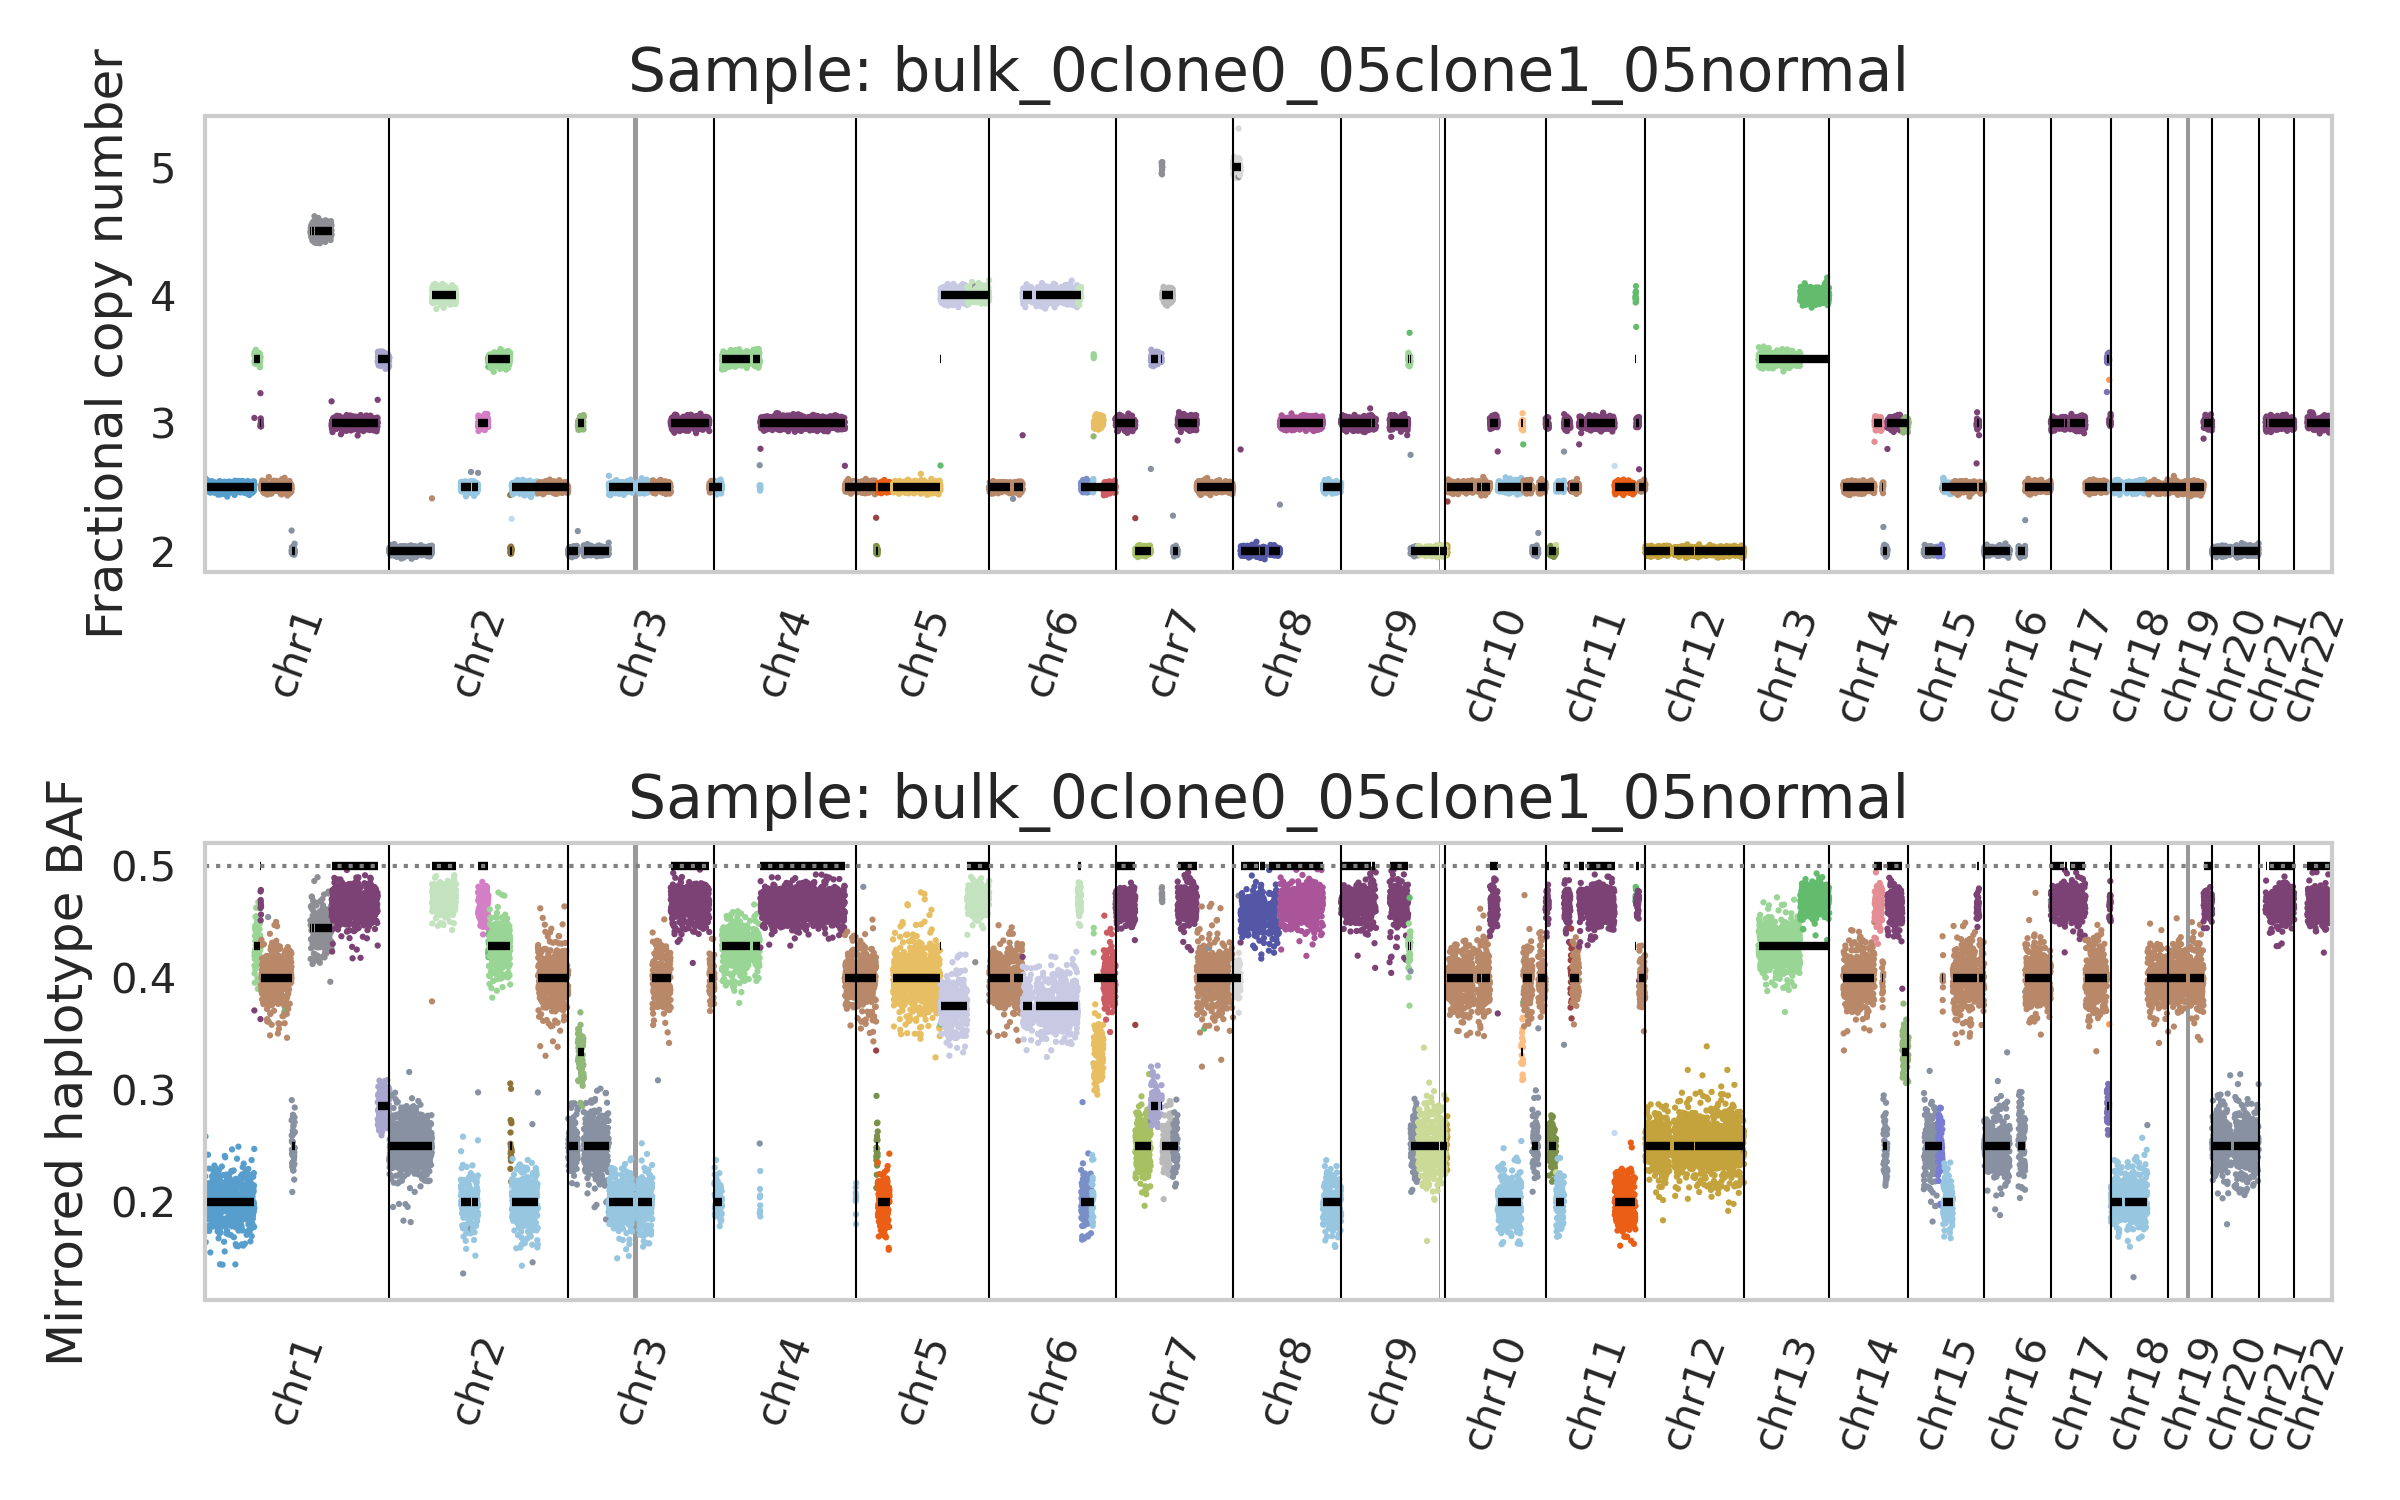 Sample: bulk_0clone0_05clone1_05normal
Fractional copy number
5
4
3
2
chr1 chr2 chr3 chr4 chr5 chr6 chr7 chr8 chr9 chr10 chr11 chr12 chr13 chr14 chr15 chr16 chr17 chr18 chr19 chr20 chr21 chr22
Sample: bulk_0clone0_05clone1_05normal
Mirrored haplotype BAF
0.5
0.4
0.3
0.2
chr1 chr2 chr3 chr4 chr5 chr6 chr7 chr8 chr9 chr10 chr11 chr12 chr13 chr14 chr15 chr16 chr17 chr18 chr19 chr20 chr21 chr22